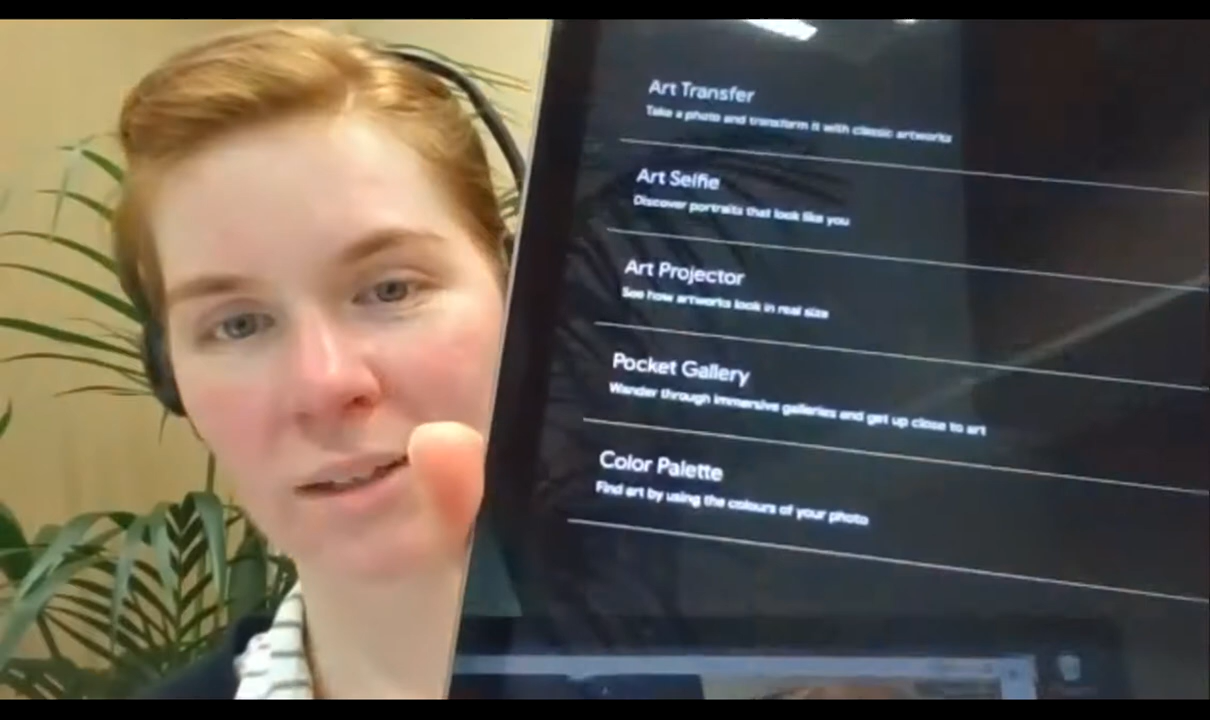 Art Transfer
Take a photo and transform it with classic artworks
Art Selfie
Discover portraits that look like you
Art Projector
See how artworks look in real size
Pocket Gallery
Wander through immersive galleries and get up close to art
Color Palette
Find art by using the colours of your photo